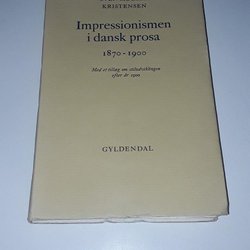 KRISTENSEN
Impressionismen
i dansk prosa
1870-1900
Med et tillæg om stiludviklingen
efter år 1900
GYLDENDAL